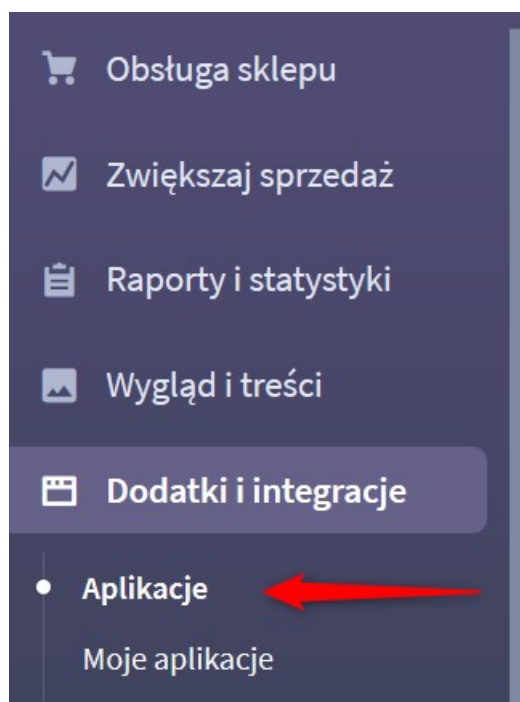 Obsługa sklepu
Zwiększaj sprzedaż
Raporty i statystyki
Wygląd i treści
Dodatki i integracje
Aplikacje
Moje aplikacje